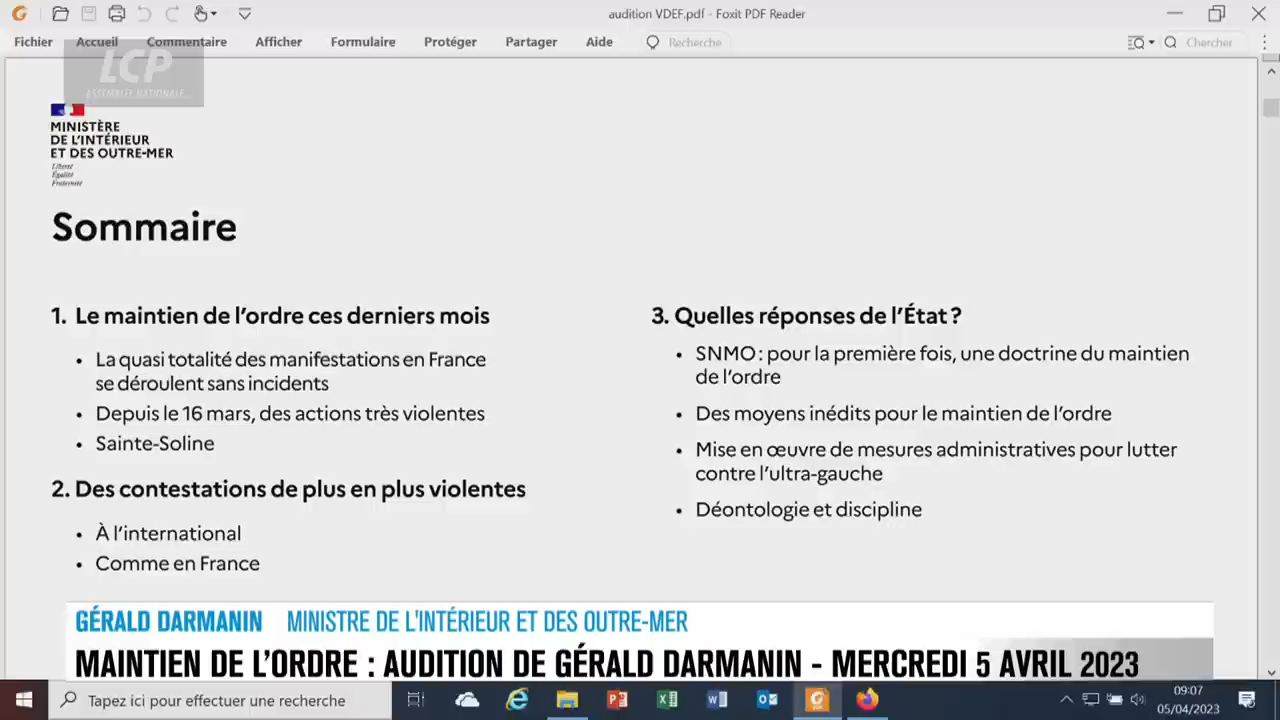 audition VDEF.pdf - Foxit PDF Reader
Fichier Accueil Commentaire Afficher Formulaire Protéger Partager Aide Recherche Chercher
LCP
ASSEMBLÉE NATIONALE
MINISTÈRE
DE L'INTÉRIEUR
ET DES OUTRE-MER
Liberté
Égalité
Fraternité
Sommaire
1. Le maintien de l'ordre ces derniers mois
• La quasi totalité des manifestations en France
se déroulent sans incidents
• Depuis le 16 mars, des actions très violentes
• Sainte-Soline
2. Des contestations de plus en plus violentes
• À l'international
• Comme en France
3. Quelles réponses de l'État ?
• SNMO : pour la première fois, une doctrine du maintien
de l'ordre
• Des moyens inédits pour le maintien de l'ordre
• Mise en œuvre de mesures administratives pour lutter
contre l'ultra-gauche
• Déontologie et discipline
GÉRALD DARMANIN MINISTRE DE L'INTÉRIEUR ET DES OUTRE-MER
MAINTIEN DE L'ORDRE : AUDITION DE GÉRALD DARMANIN - MERCREDI 5 AVRIL 2023
Tapez ici pour effectuer une recherche
09:07
05/04/2023